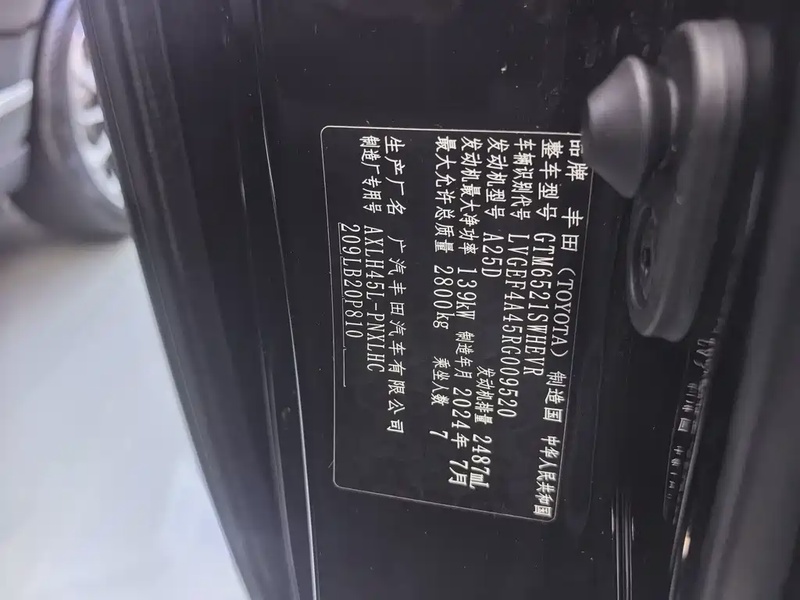 品牌 丰田 (TOYOTA) 制造国 中华人民共和国
整车型号 GTM6521SWHEVR
车辆识别代号 LVGEF4A45RG009520
发动机型号 A25D 发动机排量 2487mL
发动机最大净功率 139kW 制造年月 2024年 7月
最大允许总质量 2800kg 乘坐人数 7
生产厂名 广汽丰田汽车有限公司
制造厂专用号 AXLH45L-PNXLHC
209LB20P810